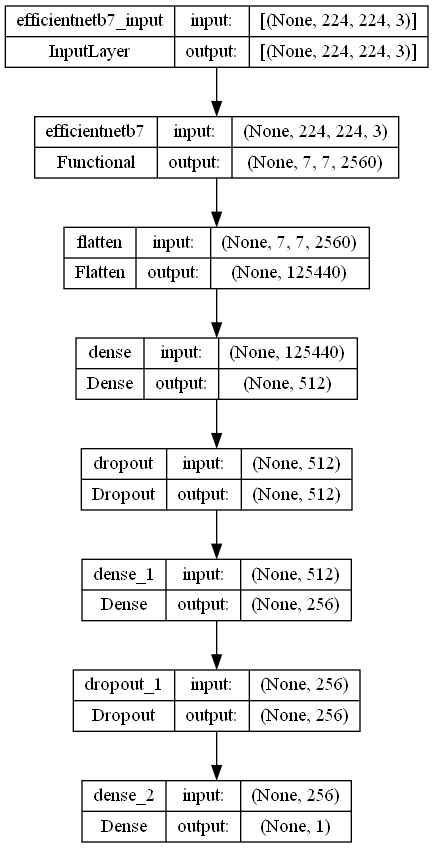 efficientnetb7_input input: [(None, 224, 224, 3)]
InputLayer output: [(None, 224, 224, 3)]
efficientnetb7 input: (None, 224, 224, 3)
Functional output: (None, 7, 7, 2560)
flatten input: (None, 7, 7, 2560)
Flatten output: (None, 125440)
dense input: (None, 125440)
Dense output: (None, 512)
dropout input: (None, 512)
Dropout output: (None, 512)
dense_1 input: (None, 512)
Dense output: (None, 256)
dropout_1 input: (None, 256)
Dropout output: (None, 256)
dense_2 input: (None, 256)
Dense output: (None, 1)